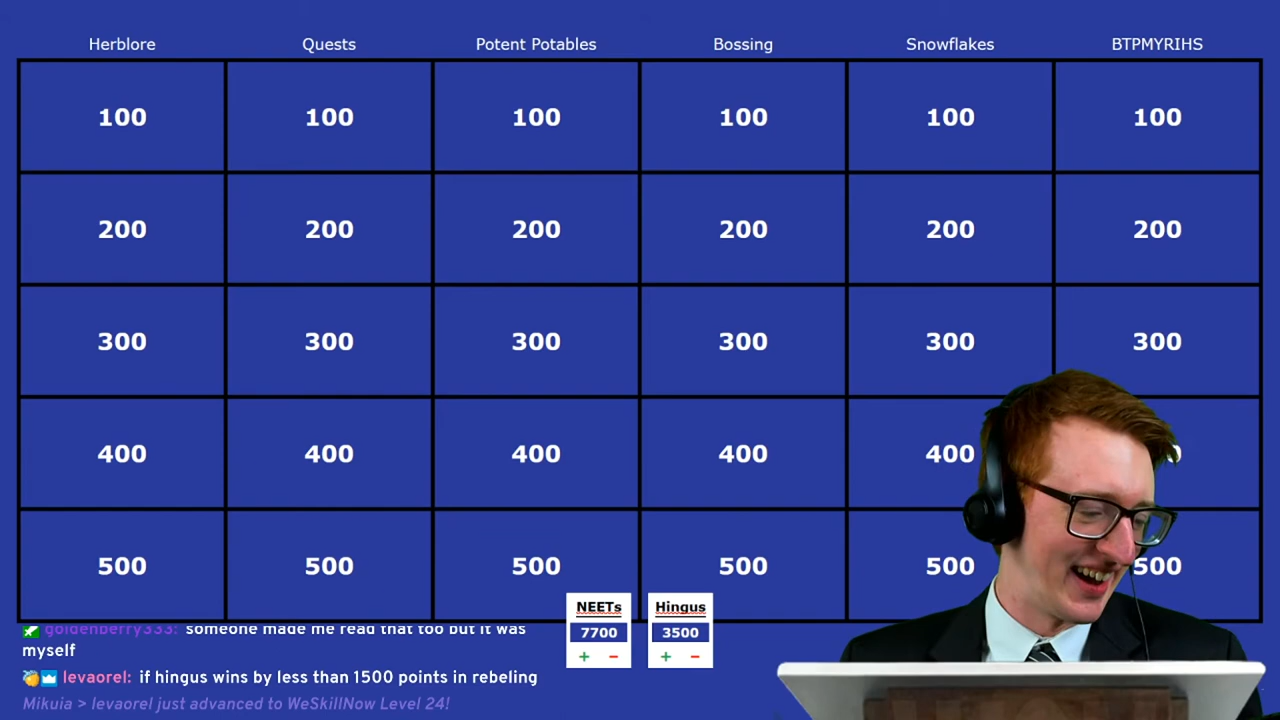 Herblore Quests Potent Potables Bossing Snowflakes BTPMYRIHS
100 100 100 100 100 100
200 200 200 200 200 200
300 300 300 300 300 300
400 400 400 400 400
500 500 500 500 500 500
NEETs Hingus
7700 3500
+ − + −
goldenberry333: someone made me read that too but it was
myself
levaorel: if hingus wins by less than 1500 points in rebeling
Mikuia > levaorel just advanced to WeSkillNow Level 24!